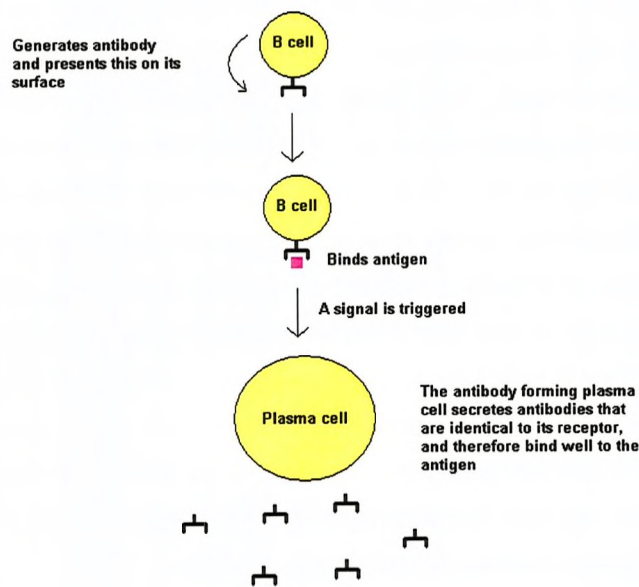 B cell
Generates antibody
and presents this on its
surface
B cell
Binds antigen
A signal is triggered
Plasma cell
The antibody forming plasma
cell secretes antibodies that
are identical to its receptor,
and therefore bind well to the
antigen